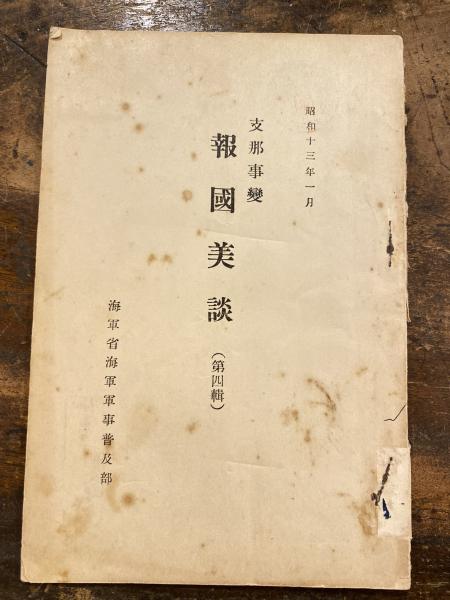 昭和十三年一月
支那事變
報國美談
(第四輯)
海軍省海軍軍事普及部